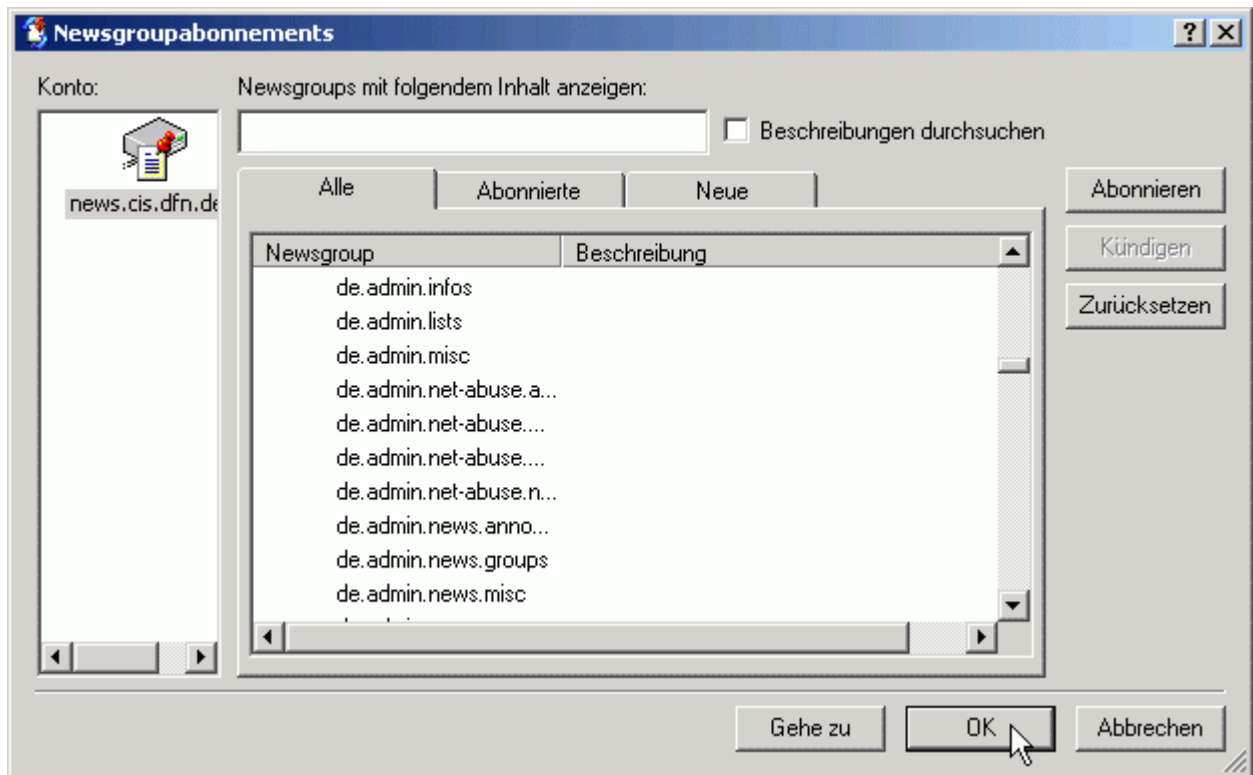 Newsgroupabonnements
Konto:
Newsgroups mit folgendem Inhalt anzeigen:
Beschreibungen durchsuchen
news.cis.dfn.de
Alle Abonnierte Neue
Abonnieren
Kündigen
Zurücksetzen
Newsgroup Beschreibung
de.admin.infos
de.admin.lists
de.admin.misc
de.admin.net-abuse.a...
de.admin.net-abuse....
de.admin.net-abuse....
de.admin.net-abuse.n...
de.admin.news.anno...
de.admin.news.groups
de.admin.news.misc
Gehe zu OK Abbrechen